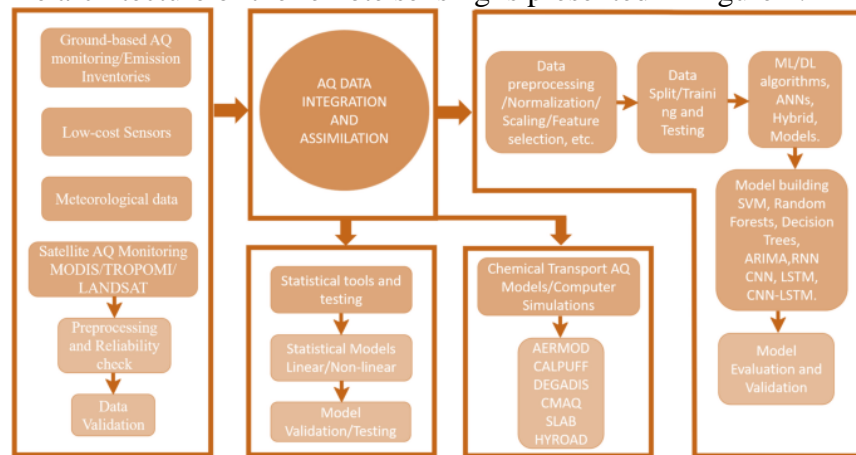 Ground-based AQ
monitoring/Emission
Inventories
Low-cost Sensors
Meteorological data
Satellite AQ Monitoring
MODIS/TROPOMI/
LANDSAT
Preprocessing
and Reliability
check
Data
Validation
AQ DATA
INTEGRATION
AND
ASSIMILATION
Statistical tools and
testing
Statistical Models
Linear/Non-linear
Model
Validation/Testing
Chemical Transport AQ
Models/Computer
Simulations
AERMOD
CALPUFF
DEGADIS
CMAQ
SLAB
HYROAD
Data
preprocessing
/Normalization/
Scaling/Feature
selection, etc.
Data
Split/Traini
ng and
Testing
ML/DL
algorithms,
ANNs,
Hybrid,
Models.
Model building
SVM, Random
Forests, Decision
Trees,
ARIMA,RNN
CNN, LSTM,
CNN-LSTM.
Model
Evaluation and
Validation